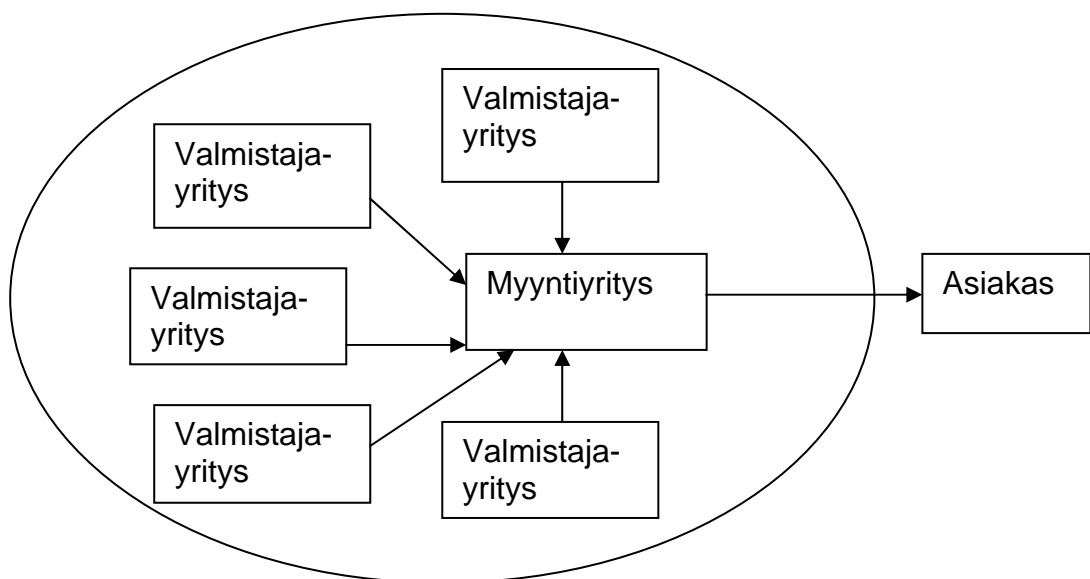 Valmistaja-
yritys
Valmistaja-
yritys
Valmistaja-
yritys
Myyntiyritys
Asiakas
Valmistaja-
yritys
Valmistaja-
yritys